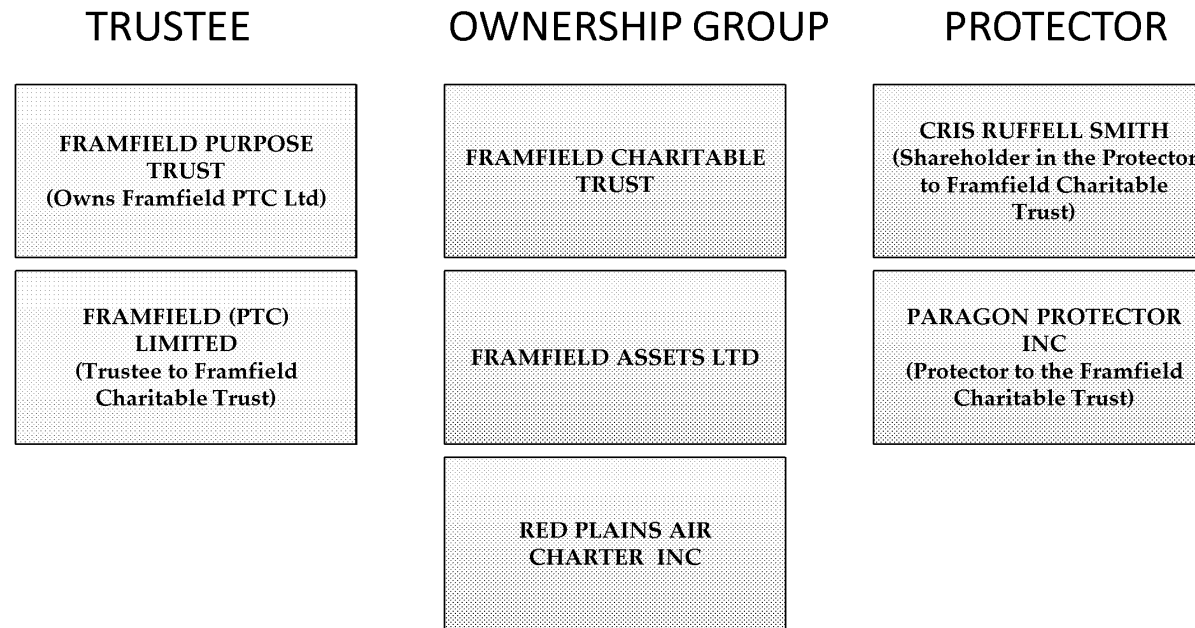 TRUSTEE
OWNERSHIP GROUP
PROTECTOR
FRAMFIELD PURPOSE
TRUST
(Owns Framfield PTC Ltd)
FRAMFIELD CHARITABLE
TRUST
CRIS RUFFELL SMITH
(Shareholder in the Protector
to Framfield Charitable
Trust)
FRAMFIELD (PTC)
LIMITED
(Trustee to Framfield
Charitable Trust)
FRAMFIELD ASSETS LTD
PARAGON PROTECTOR
INC
(Protector to the Framfield
Charitable Trust)
RED PLAINS AIR
CHARTER INC